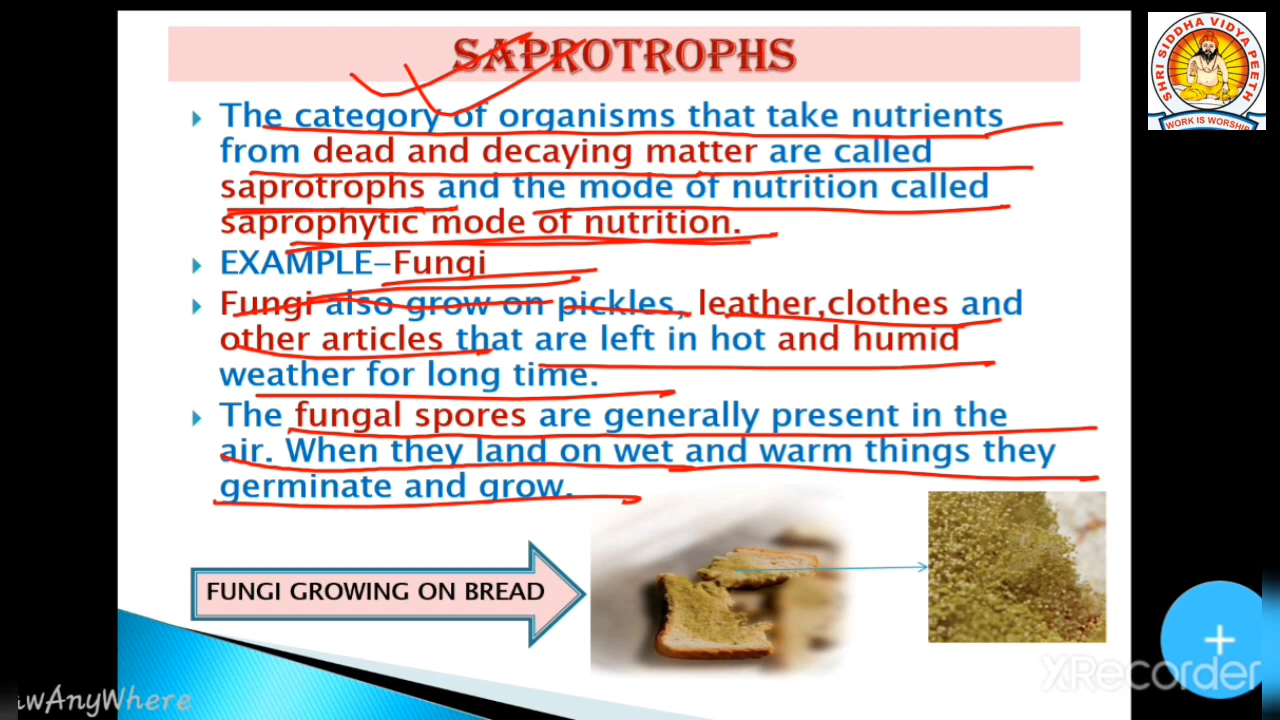 SAPROTROPHS
The category of organisms that take nutrients
from dead and decaying matter are called
saprotrophs and the mode of nutrition called
saprophytic mode of nutrition.
EXAMPLE-Fungi
Fungi also grow on pickles, leather,clothes and
other articles that are left in hot and humid
weather for long time.
The fungal spores are generally present in the
air. When they land on wet and warm things they
germinate and grow.
FUNGI GROWING ON BREAD
SHRI SIDDHA VIDYA PEETH
WORK IS WORSHIP
XRecorder
wAnyWhere